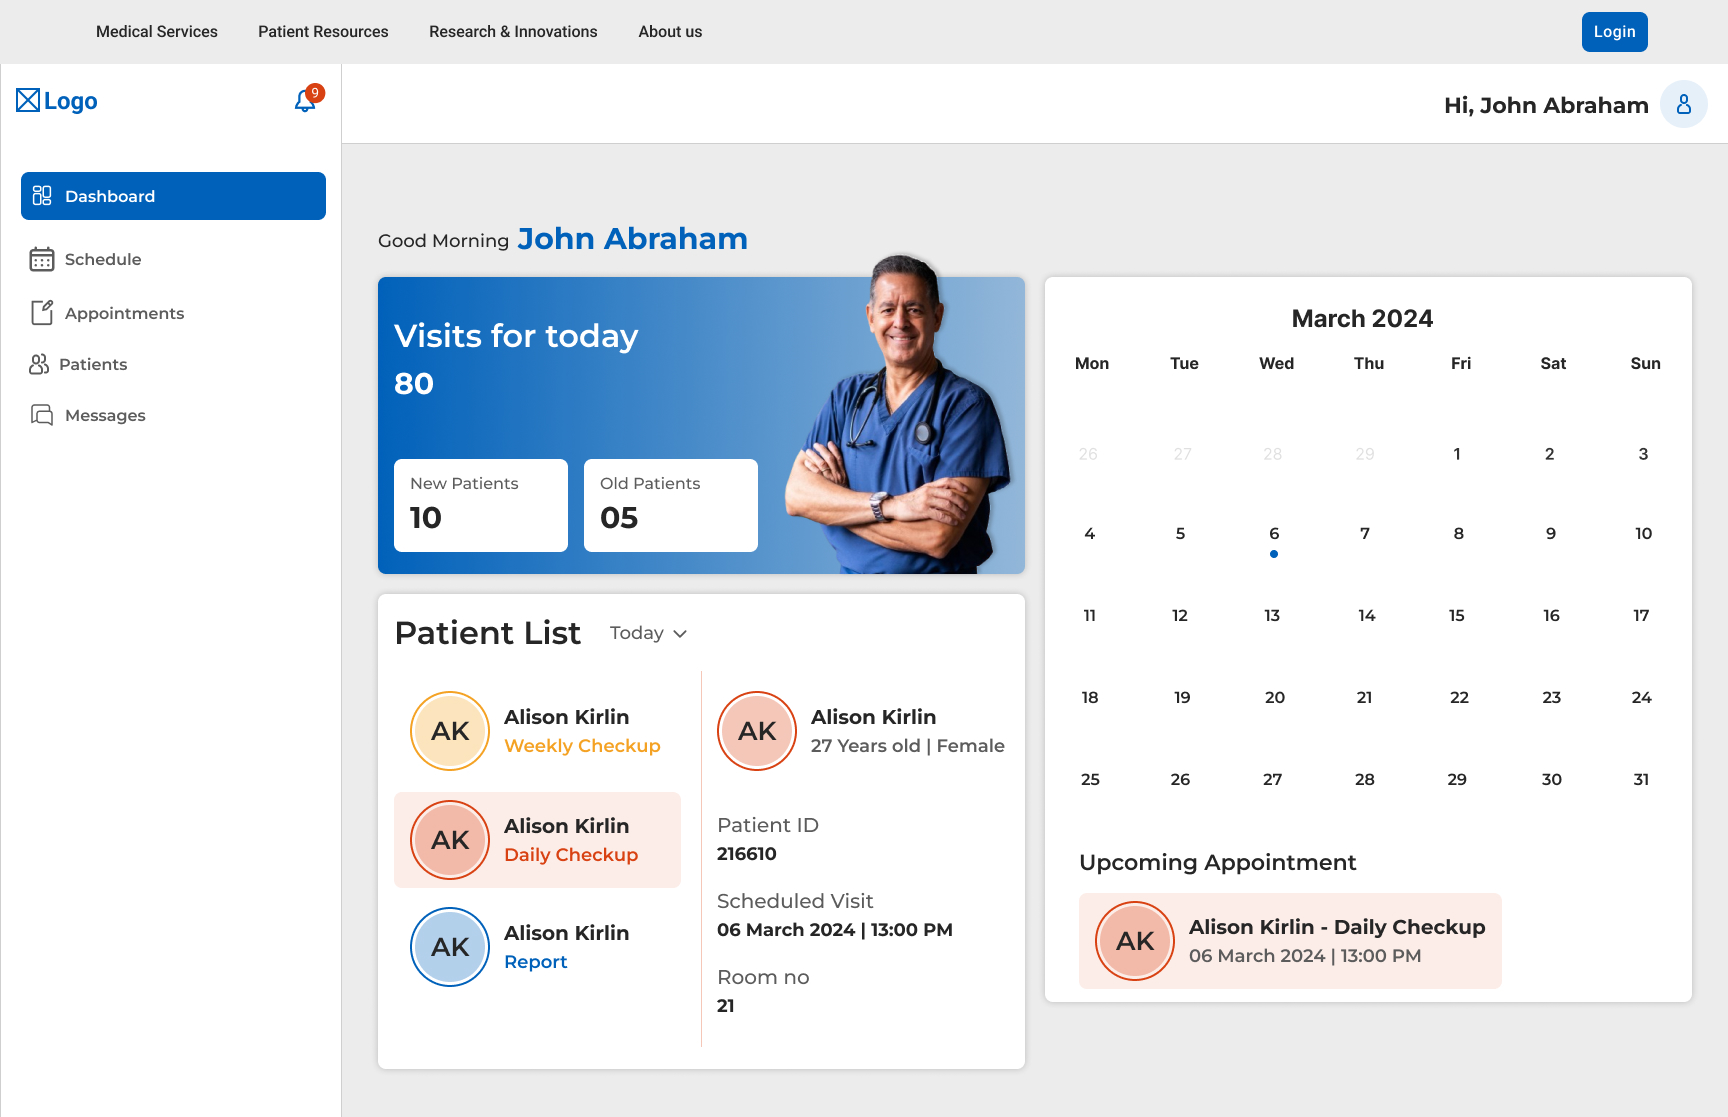 Medical Services
Patient Resources
Research & Innovations
About us
Login
Logo
9
Hi, John Abraham
Dashboard
Schedule
Appointments
Patients
Messages
Good Morning John Abraham
Visits for today
80
New Patients
10
Old Patients
05
Patient List
Today
AK
Alison Kirlin
Weekly Checkup
AK
Alison Kirlin
Daily Checkup
AK
Alison Kirlin
Report
AK
Alison Kirlin
27 Years old | Female
Patient ID
216610
Scheduled Visit
06 March 2024 | 13:00 PM
Room no
21
March 2024
Mon Tue Wed Thu Fri Sat Sun
26 27 28 29 1 2 3
4 5 6 7 8 9 10
11 12 13 14 15 16 17
18 19 20 21 22 23 24
25 26 27 28 29 30 31
Upcoming Appointment
AK
Alison Kirlin - Daily Checkup
06 March 2024 | 13:00 PM